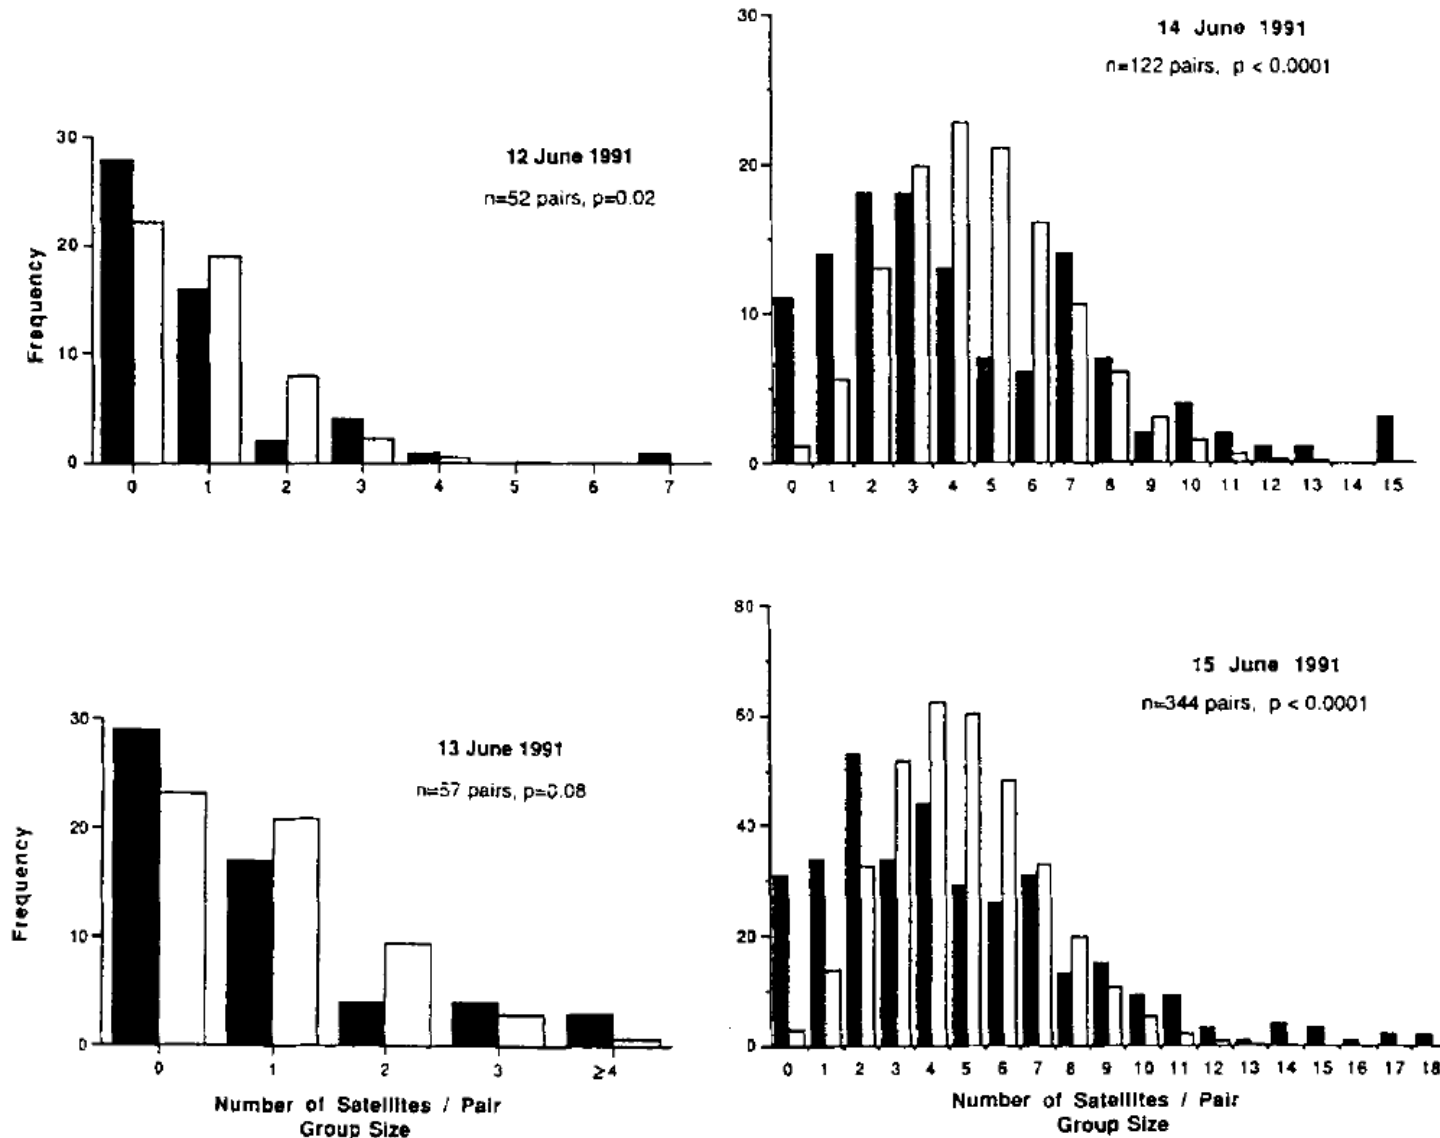 30
20
10
0
Frequency
12 June 1991
n=52 pairs, p=0.02
0 1 2 3 4 5 6 7
30
20
10
0
14 June 1991
n=122 pairs, p < 0.0001
0 1 2 3 4 5 6 7 8 9 10 11 12 13 14 15
30
20
10
0
Frequency
13 June 1991
n=57 pairs, p=0.08
0 1 2 3 ≥4
Number of Satellites / Pair
Group Size
80
60
40
20
0
15 June 1991
n=344 pairs, p < 0.0001
0 1 2 3 4 5 6 7 8 9 10 11 12 13 14 15 16 17 18
Number of Satellites / Pair
Group Size